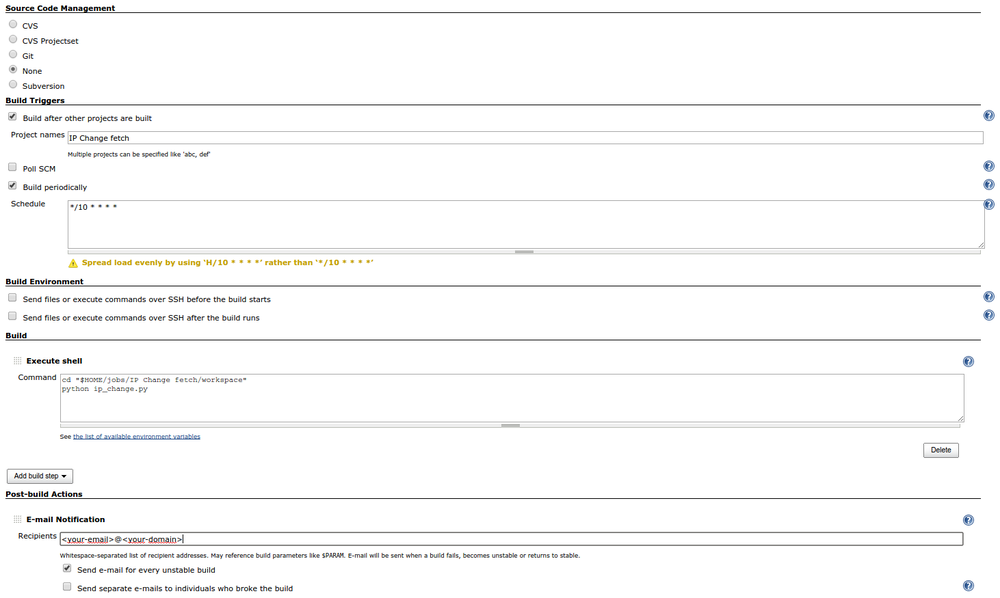 Source Code Management
CVS
CVS Projectset
Git
None
Subversion
Build Triggers
Build after other projects are built
Project names IP Change fetch
Multiple projects can be specified like 'abc, def'
Poll SCM
Build periodically
Schedule */10 * * * *
Spread load evenly by using 'H/10 * * * *' rather than '*/10 * * * *'
Build Environment
Send files or execute commands over SSH before the build starts
Send files or execute commands over SSH after the build runs
Build
Execute shell
Command cd "$HOME/jobs/IP Change fetch/workspace"
python ip_change.py
See the list of available environment variables
Delete
Add build step
Post-build Actions
E-mail Notification
Recipients <your-email>@<your-domain>
Whitespace-separated list of recipient addresses. May reference build parameters like $PARAM. E-mail will be sent when a build fails, becomes unstable or returns to stable.
Send e-mail for every unstable build
Send separate e-mails to individuals who broke the build